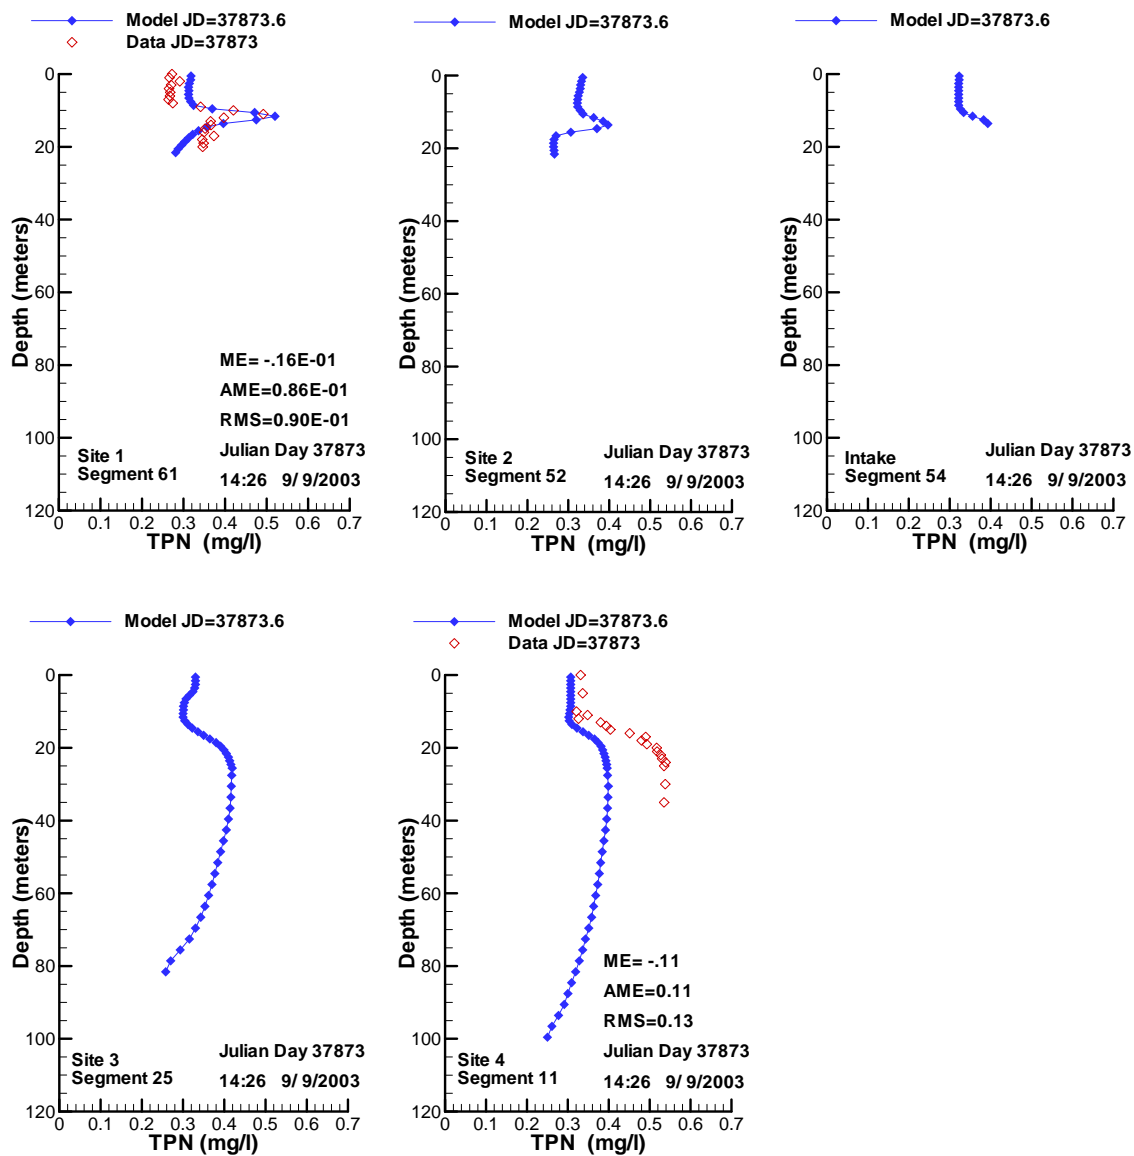 Model JD=37873.6
Data JD=37873
0
20
40
60
80
100
120
Depth (meters)
ME= -.16E-01
AME=0.86E-01
RMS=0.90E-01
Julian Day 37873
14:26 9/ 9/2003
Site 1
Segment 61
0 0.1 0.2 0.3 0.4 0.5 0.6 0.7
TPN (mg/l)
Model JD=37873.6
0
20
40
60
80
100
120
Depth (meters)
Julian Day 37873
14:26 9/ 9/2003
Site 2
Segment 52
0 0.1 0.2 0.3 0.4 0.5 0.6 0.7
TPN (mg/l)
Model JD=37873.6
0
20
40
60
80
100
120
Depth (meters)
Julian Day 37873
14:26 9/ 9/2003
Intake
Segment 54
0 0.1 0.2 0.3 0.4 0.5 0.6 0.7
TPN (mg/l)
Model JD=37873.6
0
20
40
60
80
100
120
Depth (meters)
Julian Day 37873
14:26 9/ 9/2003
Site 3
Segment 25
0 0.1 0.2 0.3 0.4 0.5 0.6 0.7
TPN (mg/l)
Model JD=37873.6
Data JD=37873
0
20
40
60
80
100
120
Depth (meters)
ME= -.11
AME=0.11
RMS=0.13
Julian Day 37873
14:26 9/ 9/2003
Site 4
Segment 11
0 0.1 0.2 0.3 0.4 0.5 0.6 0.7
TPN (mg/l)